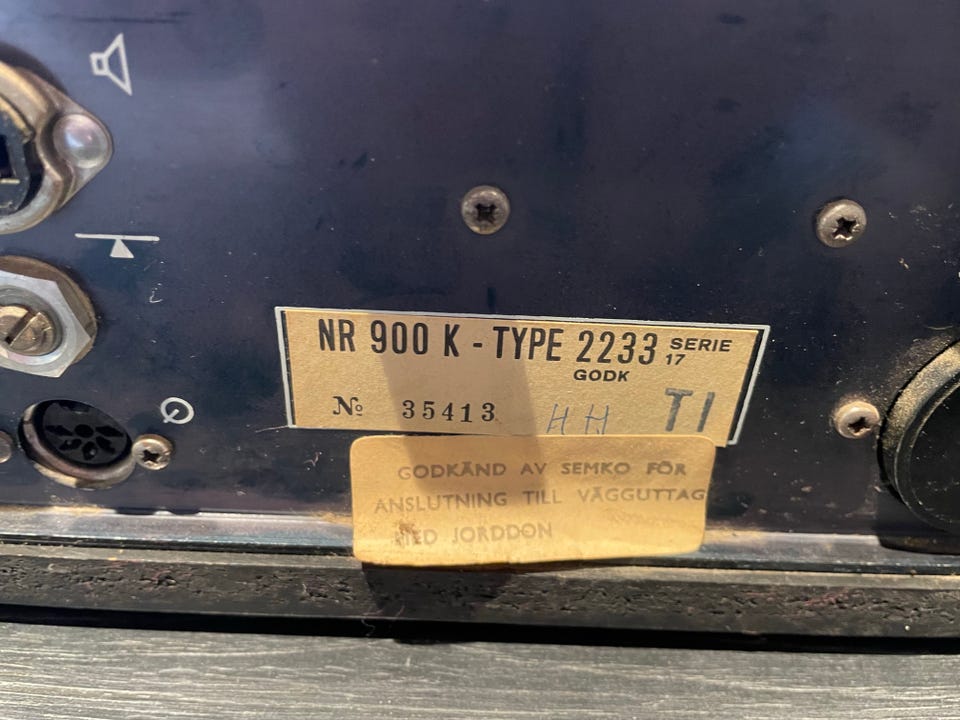 NR 900 K - TYPE 2233 SERIE 17
GODK
№ 35413 HH TI
GODKÄND AV SEMKO FÖR
ANSLUTNING TILL VÄGGUTTAG
MED JORDDON